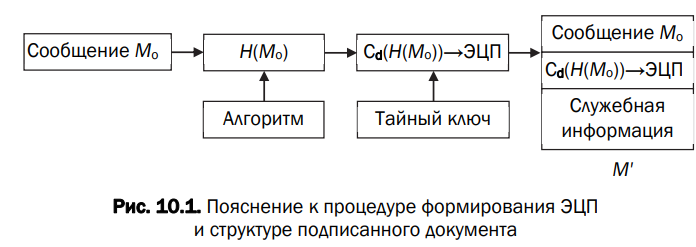 Сообщение Mo
H(Mo)
Cd(H(Mo))→ЭЦП
Сообщение Mo
Cd(H(Mo))→ЭЦП
Служебная
информация
Алгоритм
Тайный ключ
M'
Рис. 10.1. Пояснение к процедуре формирования ЭЦП
и структуре подписанного документа